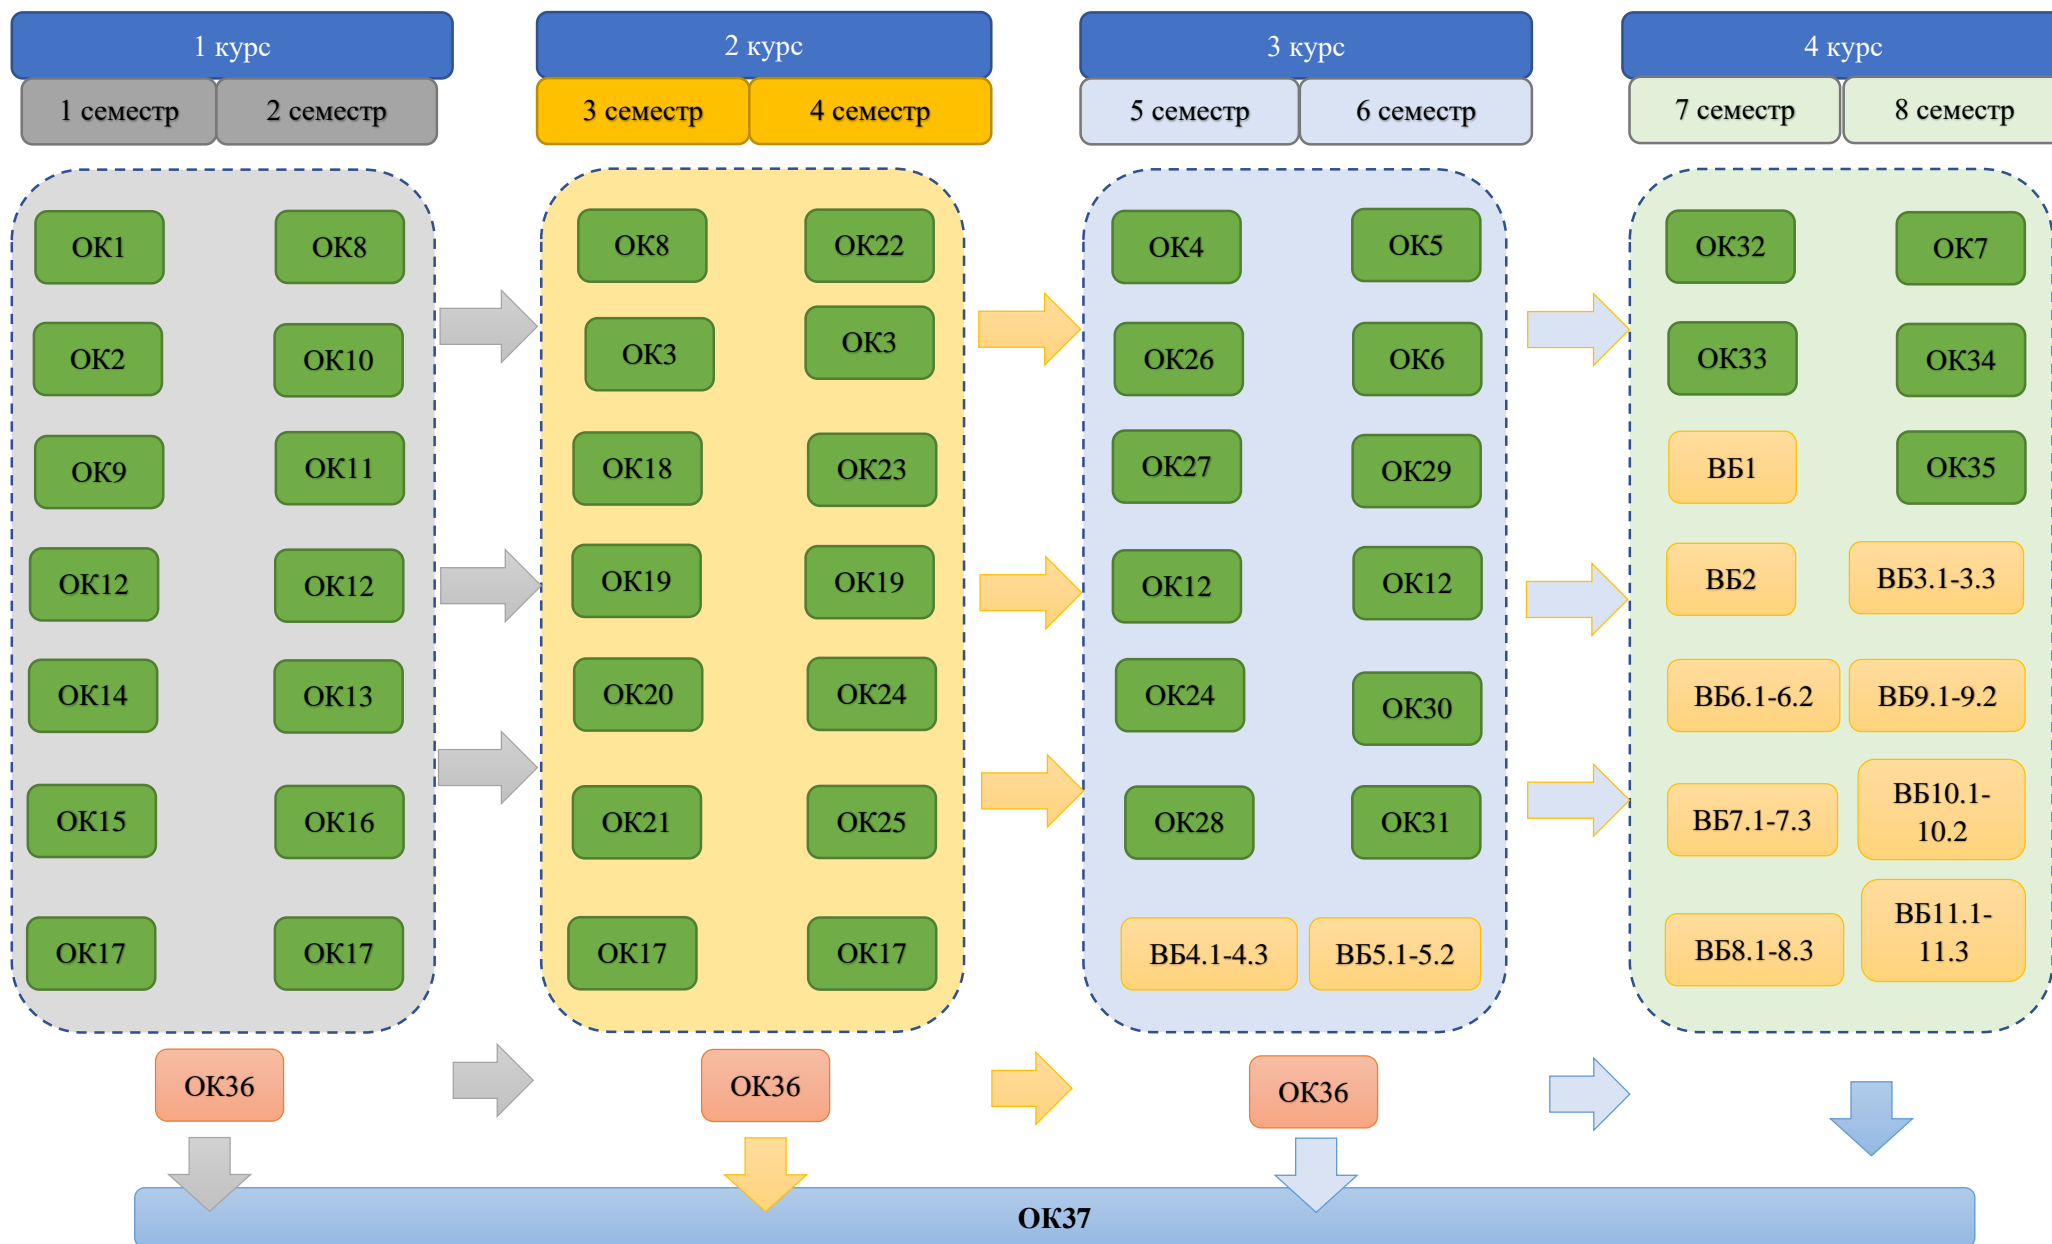 1 курс
2 курс
3 курс
4 курс
1 семестр
2 семестр
3 семестр
4 семестр
5 семестр
6 семестр
7 семестр
8 семестр
ОК1
ОК8
ОК2
ОК10
ОК9
ОК11
ОК12
ОК12
ОК14
ОК13
ОК15
ОК16
ОК17
ОК17
ОК8
ОК22
ОК3
ОК3
ОК18
ОК23
ОК19
ОК19
ОК20
ОК24
ОК21
ОК25
ОК17
ОК17
ОК4
ОК5
ОК26
ОК6
ОК27
ОК29
ОК12
ОК12
ОК24
ОК30
ОК28
ОК31
ВБ4.1-4.3
ВБ5.1-5.2
ОК32
ОК7
ОК33
ОК34
ВБ1
ОК35
ВБ2
ВБ3.1-3.3
ВБ6.1-6.2
ВБ9.1-9.2
ВБ7.1-7.3
ВБ10.1-
10.2
ВБ8.1-8.3
ВБ11.1-
11.3
ОК36
ОК36
ОК36
ОК37